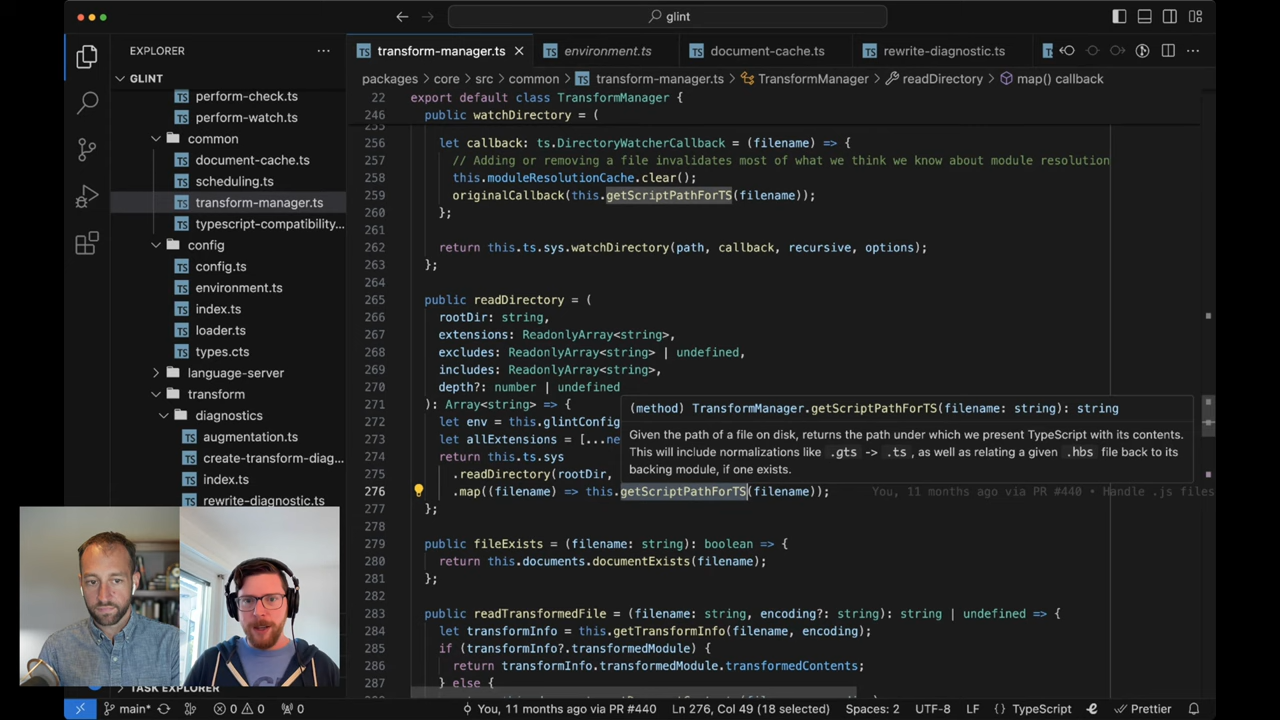 glint
EXPLORER
GLINT
perform-check.ts
perform-watch.ts
common
document-cache.ts
scheduling.ts
transform-manager.ts
typescript-compatibility...
config
config.ts
environment.ts
index.ts
loader.ts
types.cts
language-server
transform
diagnostics
augmentation.ts
create-transform-diag...
index.ts
rewrite-diagnostic.ts
TASK EXPLORER
TS transform-manager.ts
TS environment.ts
TS document-cache.ts
TS rewrite-diagnostic.ts
packages > core > src > common > TS transform-manager.ts > TransformManager > readDirectory > map() callback
22 export default class TransformManager {
246 public watchDirectory = (
256 let callback: ts.DirectoryWatcherCallback = (filename) => {
257 // Adding or removing a file invalidates most of what we think we know about module resolution
258 this.moduleResolutionCache.clear();
259 originalCallback(this.getScriptPathForTS(filename));
260 };
262 return this.ts.sys.watchDirectory(path, callback, recursive, options);
263 };
264
265 public readDirectory = (
266 rootDir: string,
267 extensions: ReadonlyArray<string>,
268 excludes: ReadonlyArray<string> | undefined,
269 includes: ReadonlyArray<string>,
270 depth?: number | undefined
271 ): Array<string> => {
272 let env = this.glintConfig
273 let allExtensions = [...ne
274 return this.ts.sys
275 .readDirectory(rootDir,
276 .map((filename) => this.getScriptPathForTS(filename)); You, 11 months ago via PR #440 • Handle .js files
277 };
278
(method) TransformManager.getScriptPathForTS(filename: string): string
Given the path of a file on disk, returns the path under which we present TypeScript with its contents.
This will include normalizations like .gts -> .ts, as well as relating a given .hbs file back to its
backing module, if one exists.
279 public fileExists = (filename: string): boolean => {
280 return this.documents.documentExists(filename);
281 };
282
283 public readTransformedFile = (filename: string, encoding?: string): string | undefined => {
284 let transformInfo = this.getTransformInfo(filename, encoding);
285 if (transformInfo?.transformedModule) {
286 return transformInfo.transformedModule.transformedContents;
287 } else {
main* 0 0 0 You, 11 months ago via PR #440 Ln 276, Col 49 (18 selected) Spaces: 2 UTF-8 LF {} TypeScript Prettier